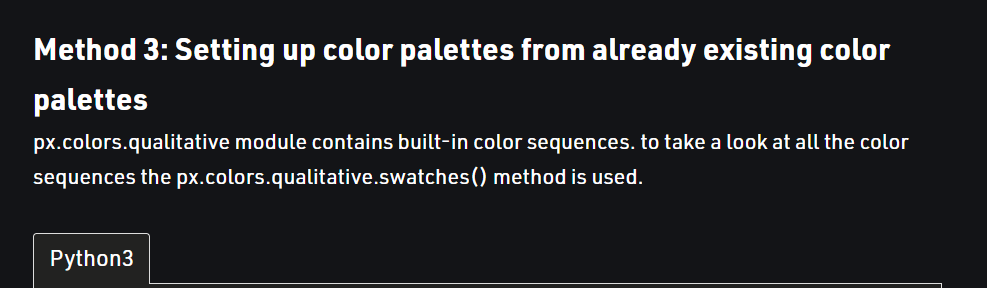 Method 3: Setting up color palettes from already existing color
palettes
px.colors.qualitative module contains built-in color sequences. to take a look at all the color
sequences the px.colors.qualitative.swatches() method is used.
Python3